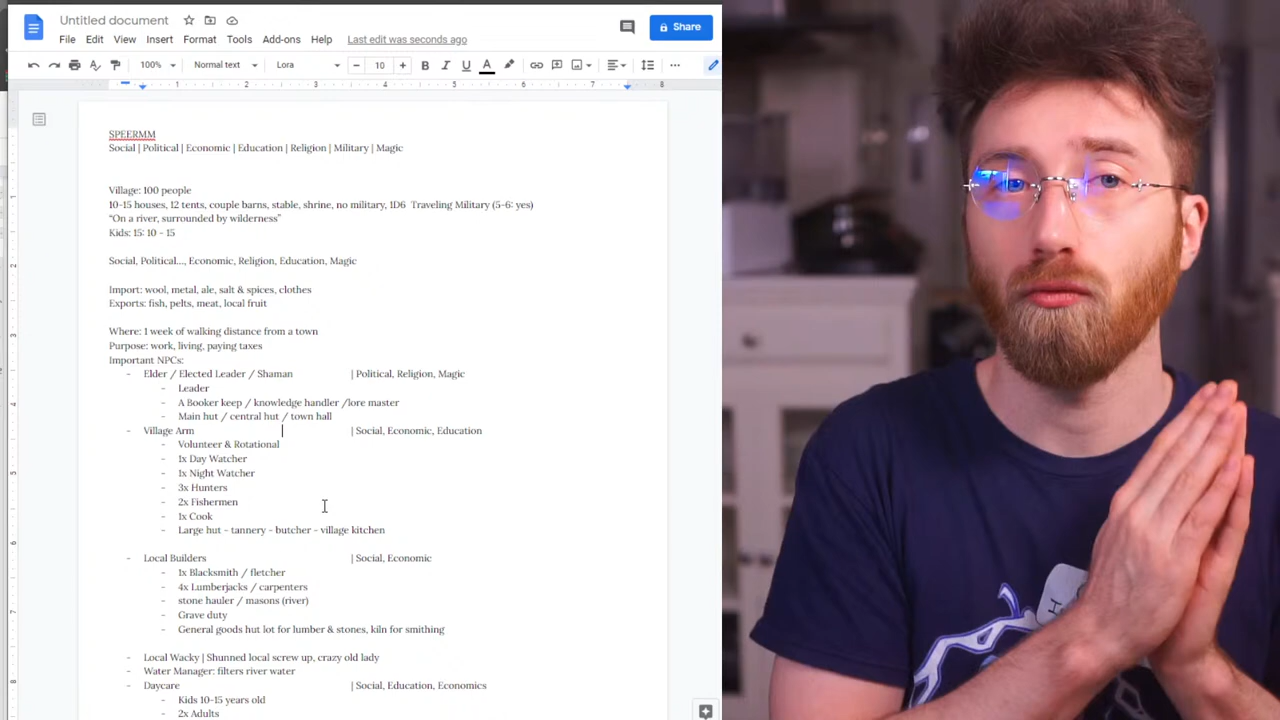 Untitled document
File Edit View Insert Format Tools Add-ons Help Last edit was seconds ago
Share
100% Normal text Lora 10 B I U A
1 2 3 4 5 6 7 8
SPEERMM
Social | Political | Economic | Education | Religion | Military | Magic
Village: 100 people
10-15 houses, 12 tents, couple barns, stable, shrine, no military, 1D6 Traveling Military (5-6: yes)
“On a river, surrounded by wilderness”
Kids: 15: 10 - 15
Social, Political..., Economic, Religion, Education, Magic
Import: wool, metal, ale, salt & spices, clothes
Exports: fish, pelts, meat, local fruit
Where: 1 week of walking distance from a town
Purpose: work, living, paying taxes
Important NPCs:
- Elder / Elected Leader / Shaman | Political, Religion, Magic
- Leader
- A Booker keep / knowledge handler /lore master
- Main hut / central hut / town hall
- Village Arm | Social, Economic, Education
- Volunteer & Rotational
- 1x Day Watcher
- 1x Night Watcher
- 3x Hunters
- 2x Fishermen
- 1x Cook
- Large hut - tannery - butcher - village kitchen
- Local Builders | Social, Economic
- 1x Blacksmith / fletcher
- 4x Lumberjacks / carpenters
- stone hauler / masons (river)
- Grave duty
- General goods hut lot for lumber & stones, kiln for smithing
- Local Wacky | Shunned local screw up, crazy old lady
- Water Manager: filters river water
- Daycare | Social, Education, Economics
- Kids 10-15 years old
- 2x Adults